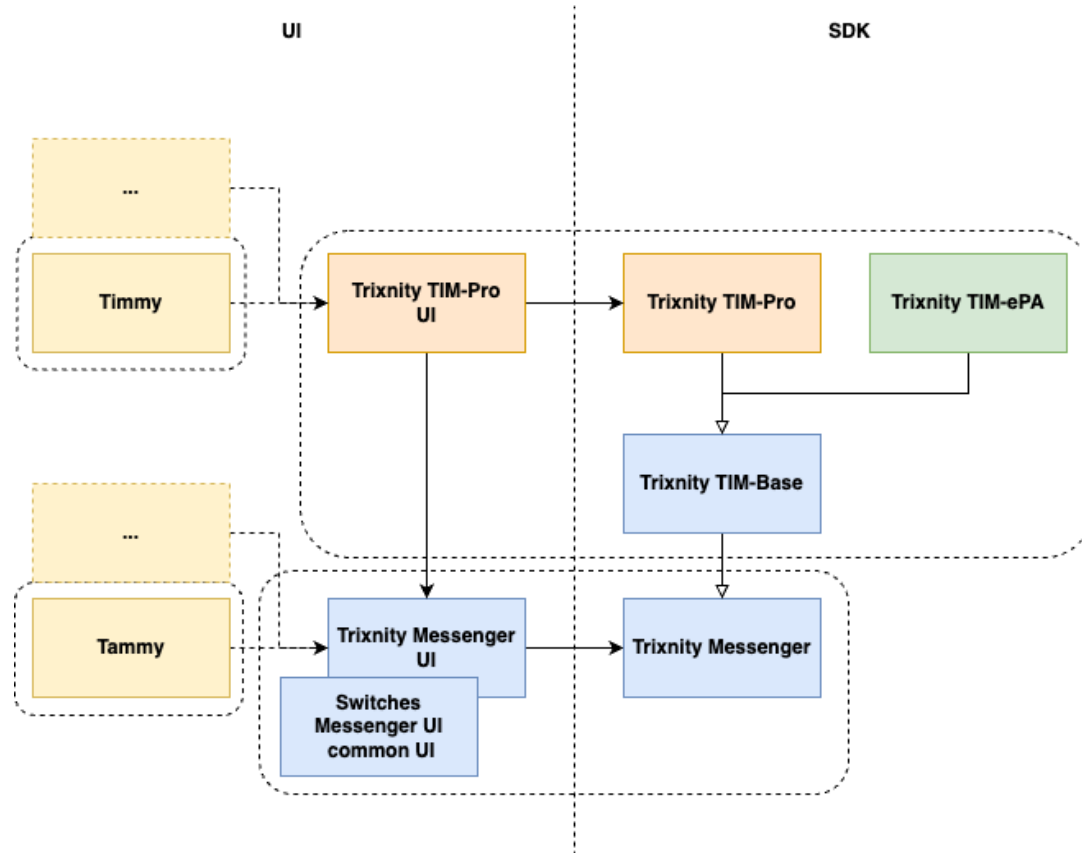 UI
SDK
...
Timmy
Trixnity TIM-Pro
UI
Trixnity TIM-Pro
Trixnity TIM-ePA
Trixnity TIM-Base
...
Tammy
Trixnity Messenger
UI
Trixnity Messenger
Switches
Messenger UI
common UI